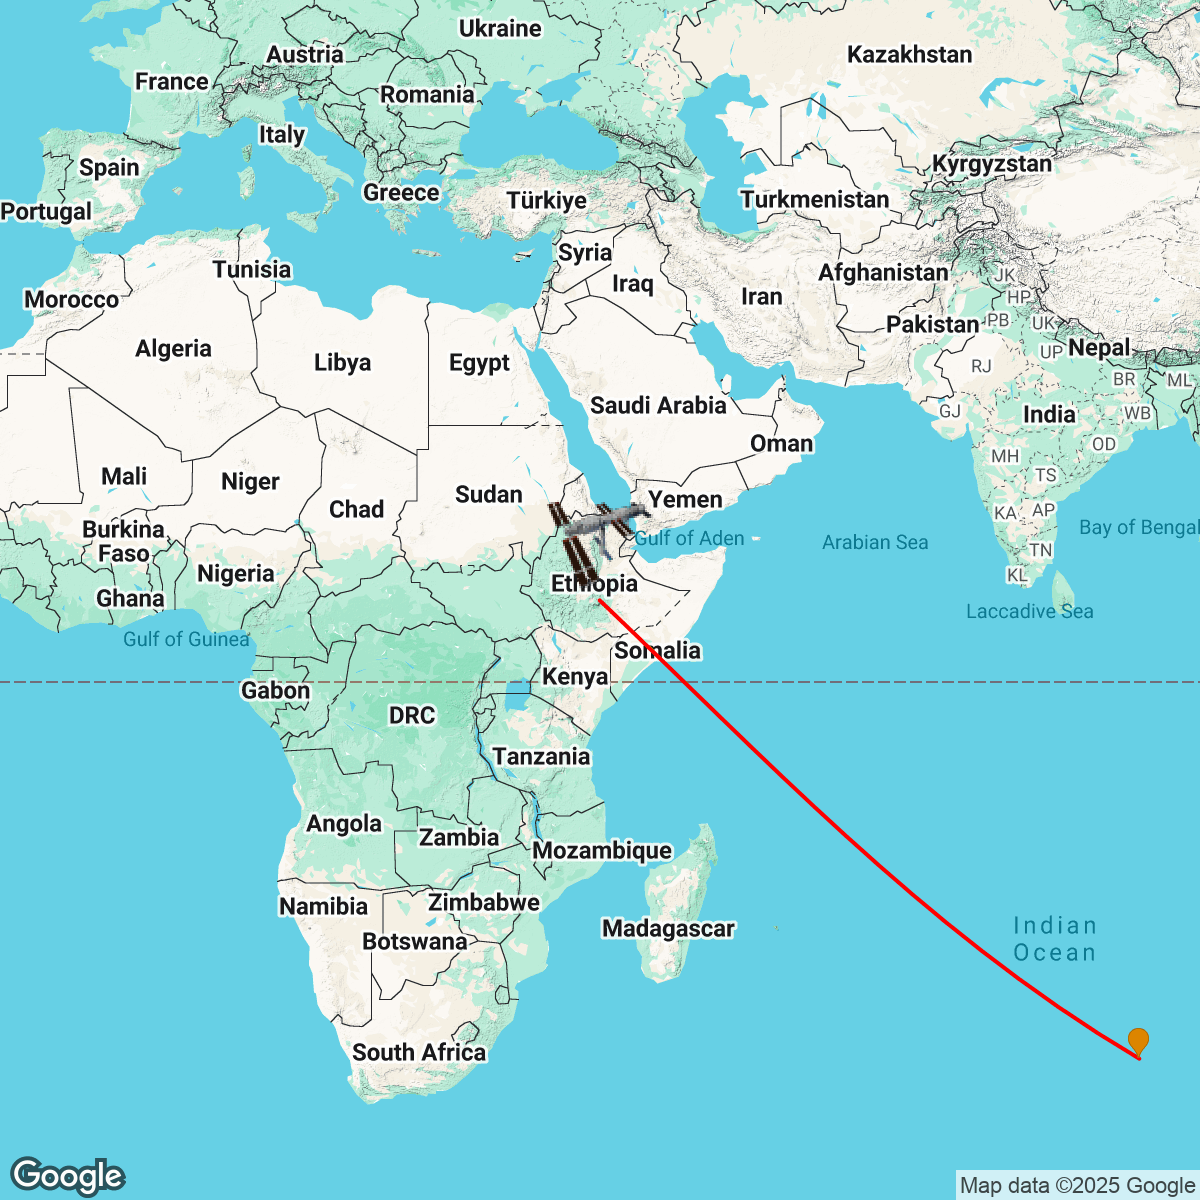 Ukraine
Austria
Kazakhstan
France
Romania
Italy
Kyrgyzstan
Spain
Greece
Türkiye
Turkmenistan
Portugal
Syria
Tunisia
Afghanistan
JK
Iraq
Iran
HP
Morocco
Pakistan
PB
UK
Algeria
Nepal
UP
Libya
Egypt
RJ
BR
ML
Saudi Arabia
GJ
India
WB
Oman
OD
MH
Mali
Niger
TS
Sudan
Yemen
Chad
KA
AP
Burkina
Faso
Bay of Bengal
Gulf of Aden
Arabian Sea
TN
Nigeria
KL
Ethiopia
Ghana
Laccadive Sea
Gulf of Guinea
Somalia
Kenya
Gabon
DRC
Tanzania
Angola
Zambia
Mozambique
Namibia
Zimbabwe
Madagascar
Indian
Ocean
Botswana
South Africa
Google
Map data ©2025 Google